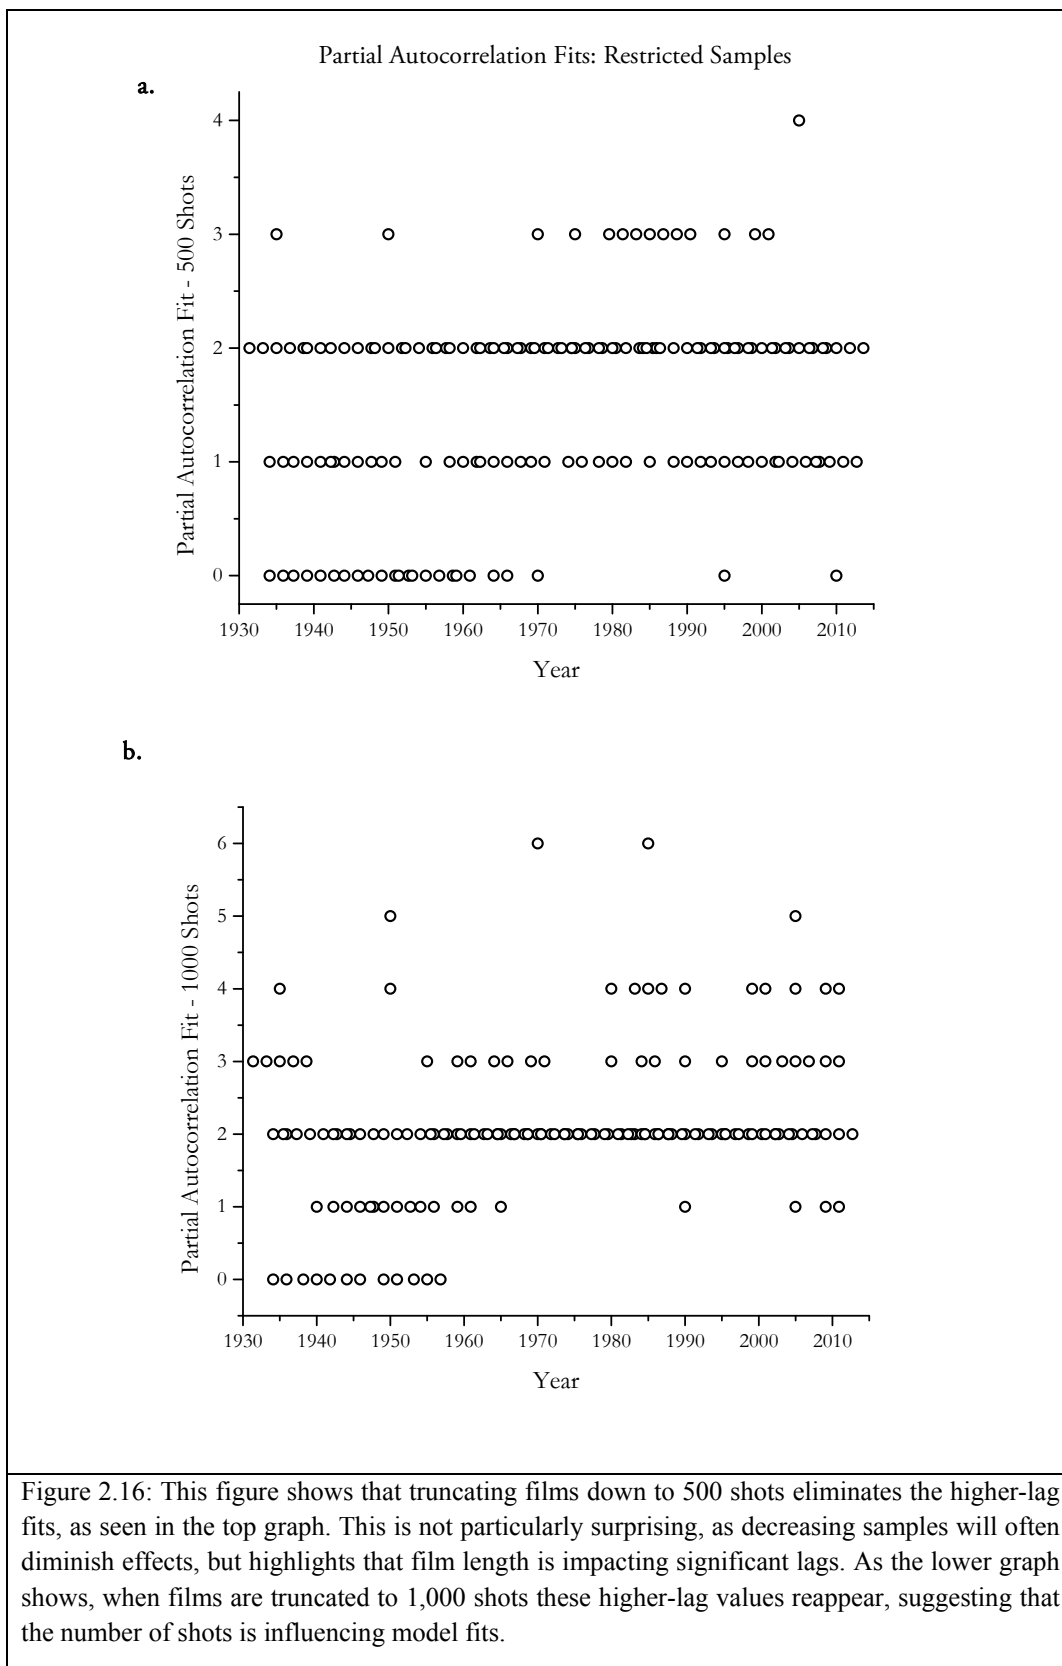 Partial Autocorrelation Fits: Restricted Samples
a.
4
3
2
1
0
Partial Autocorrelation Fit - 500 Shots
1930 1940 1950 1960 1970 1980 1990 2000 2010
Year
b.
6
5
4
3
2
1
0
Partial Autocorrelation Fit - 1000 Shots
1930 1940 1950 1960 1970 1980 1990 2000 2010
Year
Figure 2.16: This figure shows that truncating films down to 500 shots eliminates the higher-lag
fits, as seen in the top graph. This is not particularly surprising, as decreasing samples will often
diminish effects, but highlights that film length is impacting significant lags. As the lower graph
shows, when films are truncated to 1,000 shots these higher-lag values reappear, suggesting that
the number of shots is influencing model fits.